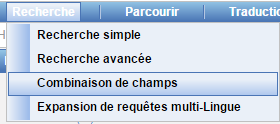 Recherche Parcourir Traductio
Recherche simple
Recherche avancée
Combinaison de champs
Expansion de requêtes multi-Lingue